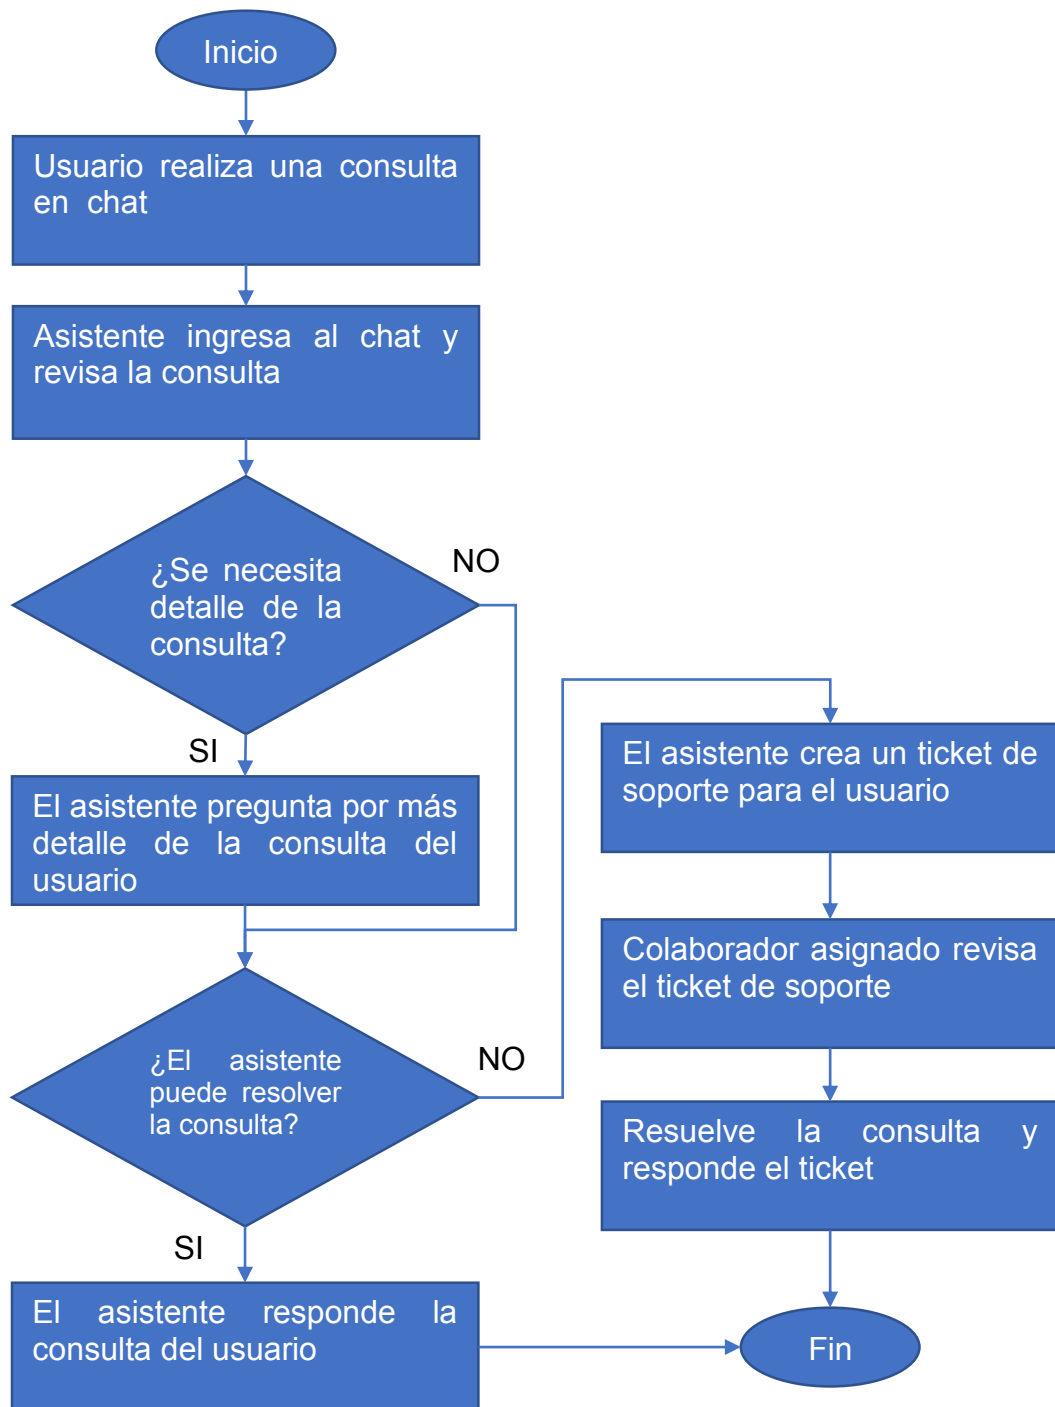 Inicio
Usuario realiza una consulta
en chat
Asistente ingresa al chat y
revisa la consulta
¿Se necesita
detalle de la
consulta?
NO
SI
El asistente pregunta por más
detalle de la consulta del
usuario
¿El asistente
puede resolver
la consulta?
NO
SI
El asistente responde la
consulta del usuario
El asistente crea un ticket de
soporte para el usuario
Colaborador asignado revisa
el ticket de soporte
Resuelve la consulta y
responde el ticket
Fin